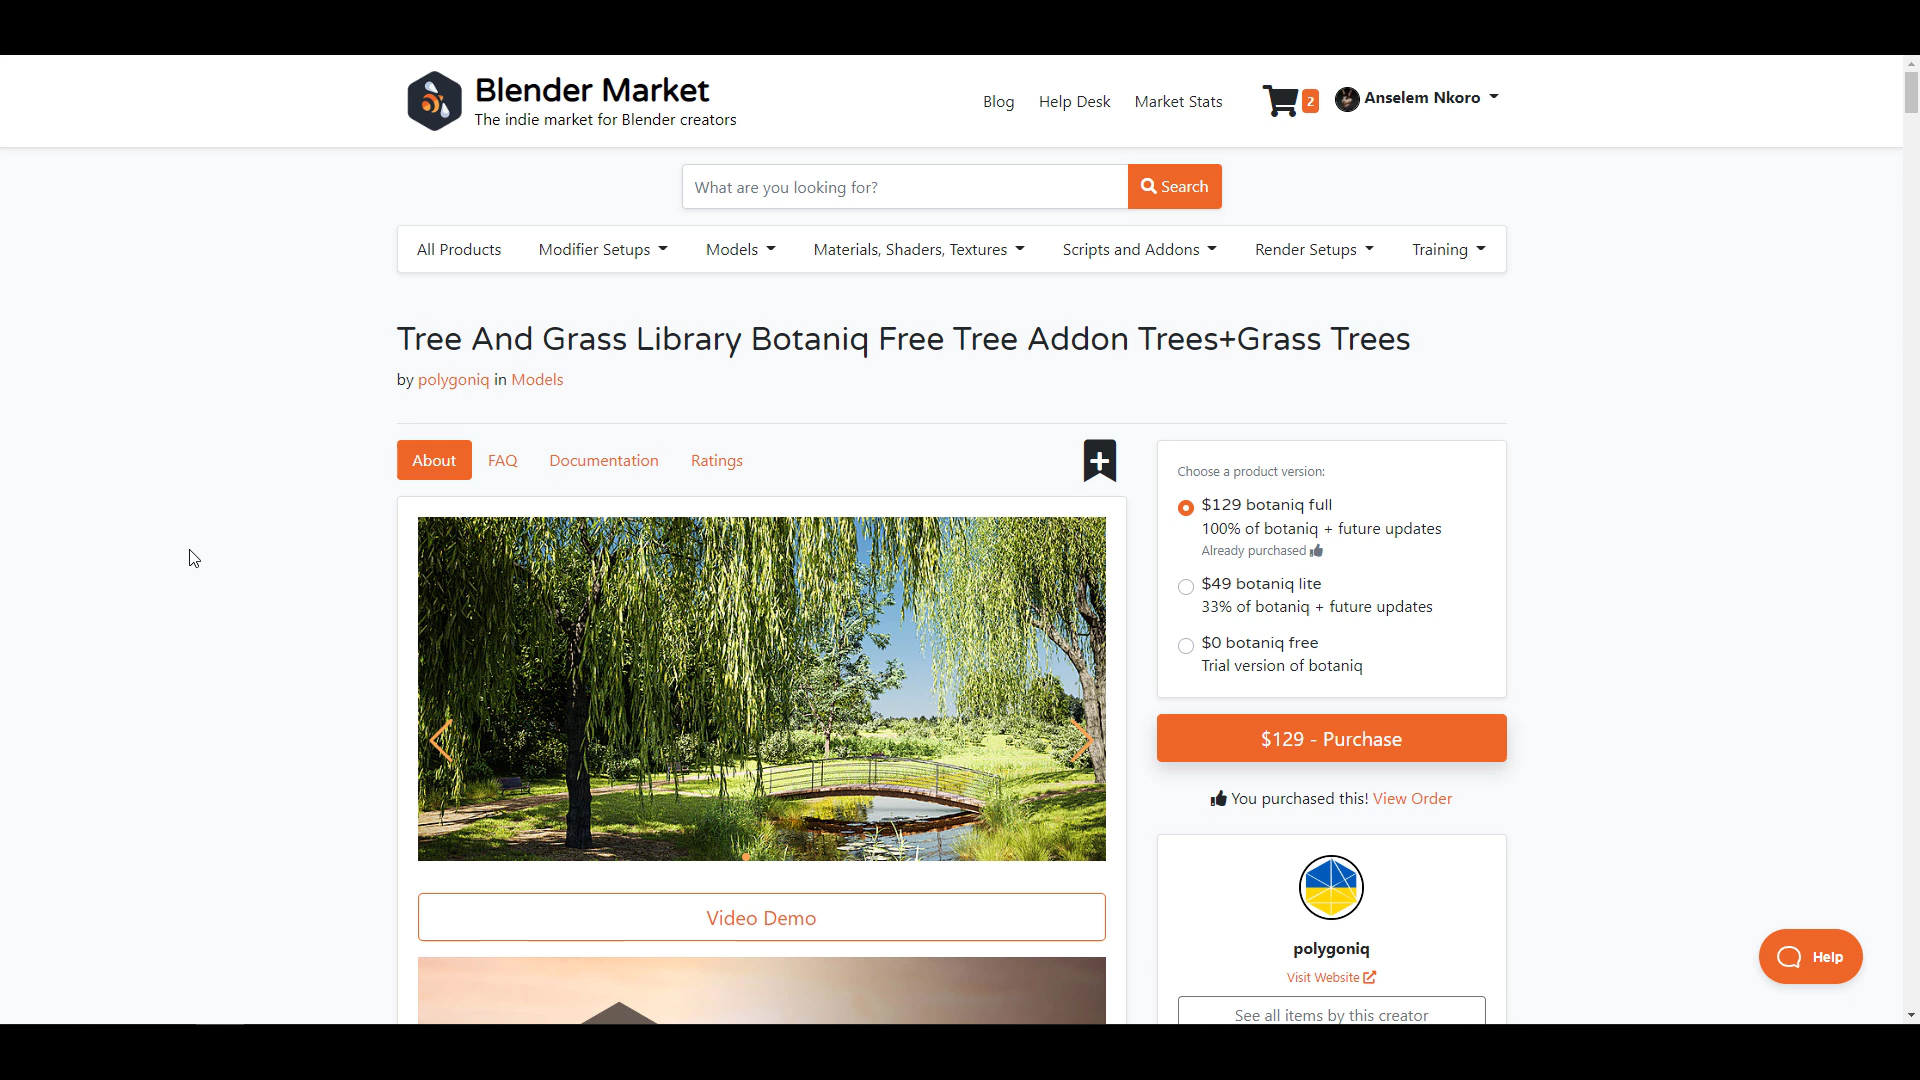 Blender Market
The indie market for Blender creators
Blog
Help Desk
Market Stats
2
Anselem Nkoro
What are you looking for?
Search
All Products
Modifier Setups
Models
Materials, Shaders, Textures
Scripts and Addons
Render Setups
Training
Tree And Grass Library Botaniq Free Tree Addon Trees+Grass Trees
by polygoniq in Models
About
FAQ
Documentation
Ratings
Choose a product version:
$129 botaniq full
100% of botaniq + future updates
Already purchased
$49 botaniq lite
33% of botaniq + future updates
$0 botaniq free
Trial version of botaniq
$129 - Purchase
You purchased this! View Order
Video Demo
polygoniq
Visit Website
See all items by this creator
Help